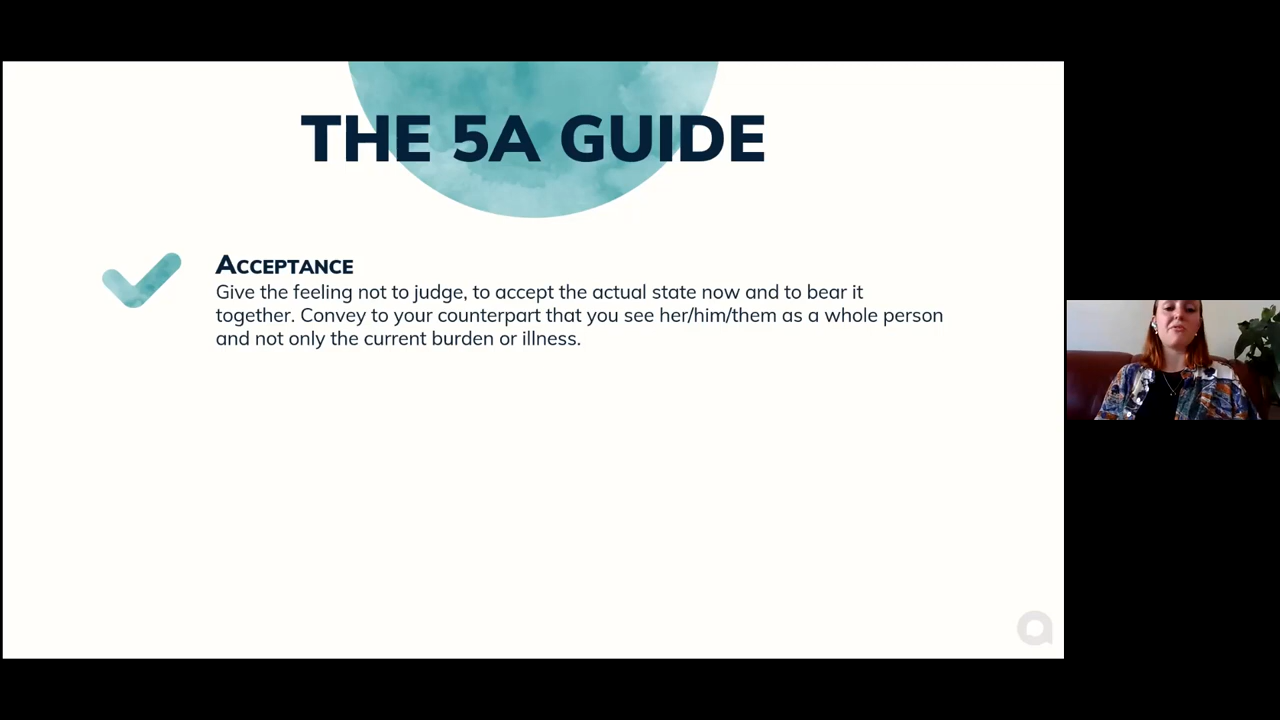 THE 5A GUIDE
ACCEPTANCE
Give the feeling not to judge, to accept the actual state now and to bear it
together. Convey to your counterpart that you see her/him/them as a whole person
and not only the current burden or illness.